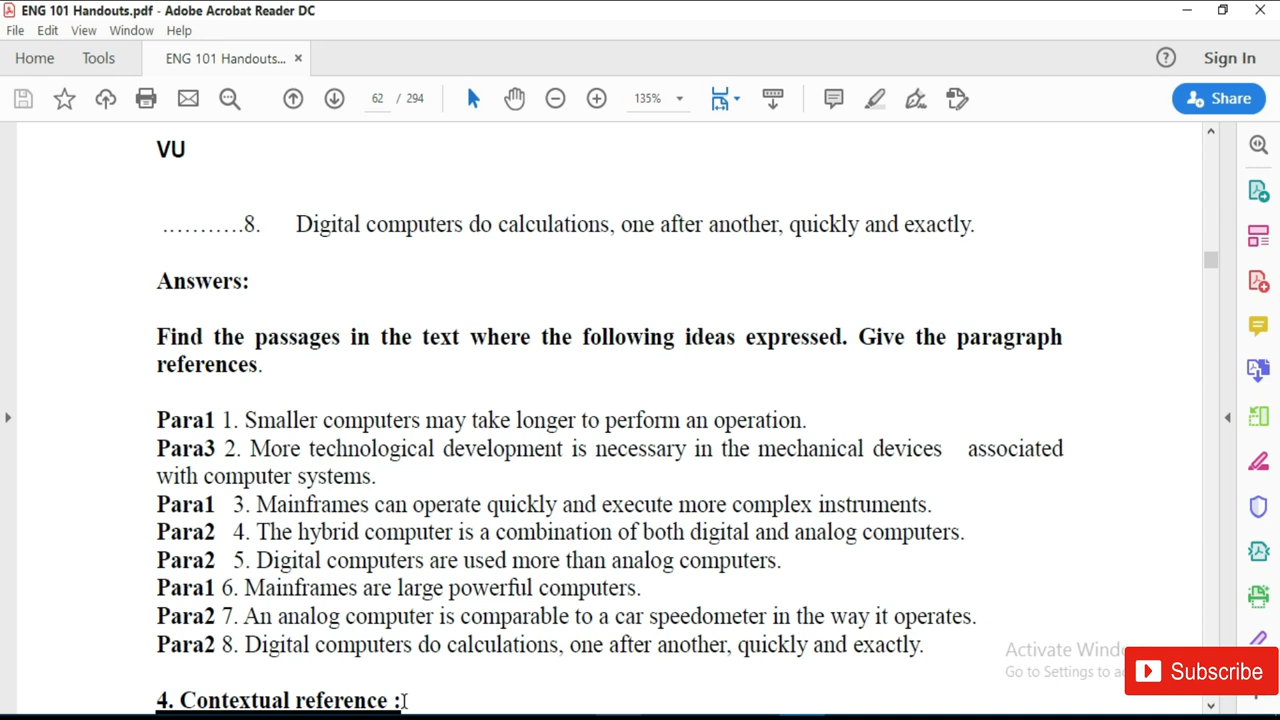 ENG 101 Handouts.pdf - Adobe Acrobat Reader DC
File Edit View Window Help
Home Tools ENG 101 Handouts... × ? Sign In
62 / 294 135% Share
VU
...........8. Digital computers do calculations, one after another, quickly and exactly.
Answers:
Find the passages in the text where the following ideas expressed. Give the paragraph
references.
Para1 1. Smaller computers may take longer to perform an operation.
Para3 2. More technological development is necessary in the mechanical devices associated
with computer systems.
Para1 3. Mainframes can operate quickly and execute more complex instruments.
Para2 4. The hybrid computer is a combination of both digital and analog computers.
Para2 5. Digital computers are used more than analog computers.
Para1 6. Mainframes are large powerful computers.
Para2 7. An analog computer is comparable to a car speedometer in the way it operates.
Para2 8. Digital computers do calculations, one after another, quickly and exactly.
Activate Windo
Go to Settings to a
Subscribe
4. Contextual reference :